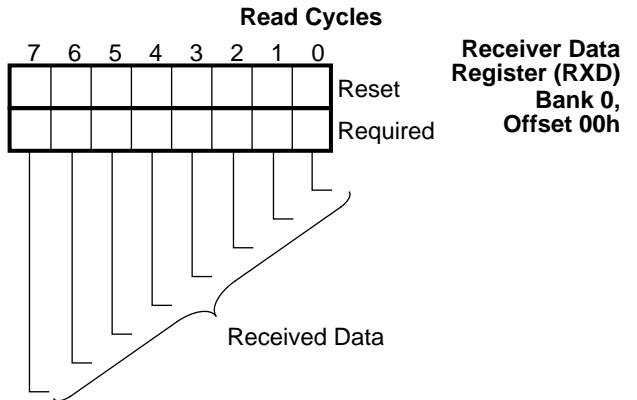 Read Cycles
7 6 5 4 3 2 1 0
Reset
Required
Receiver Data
Register (RXD)
Bank 0,
Offset 00h
Received Data